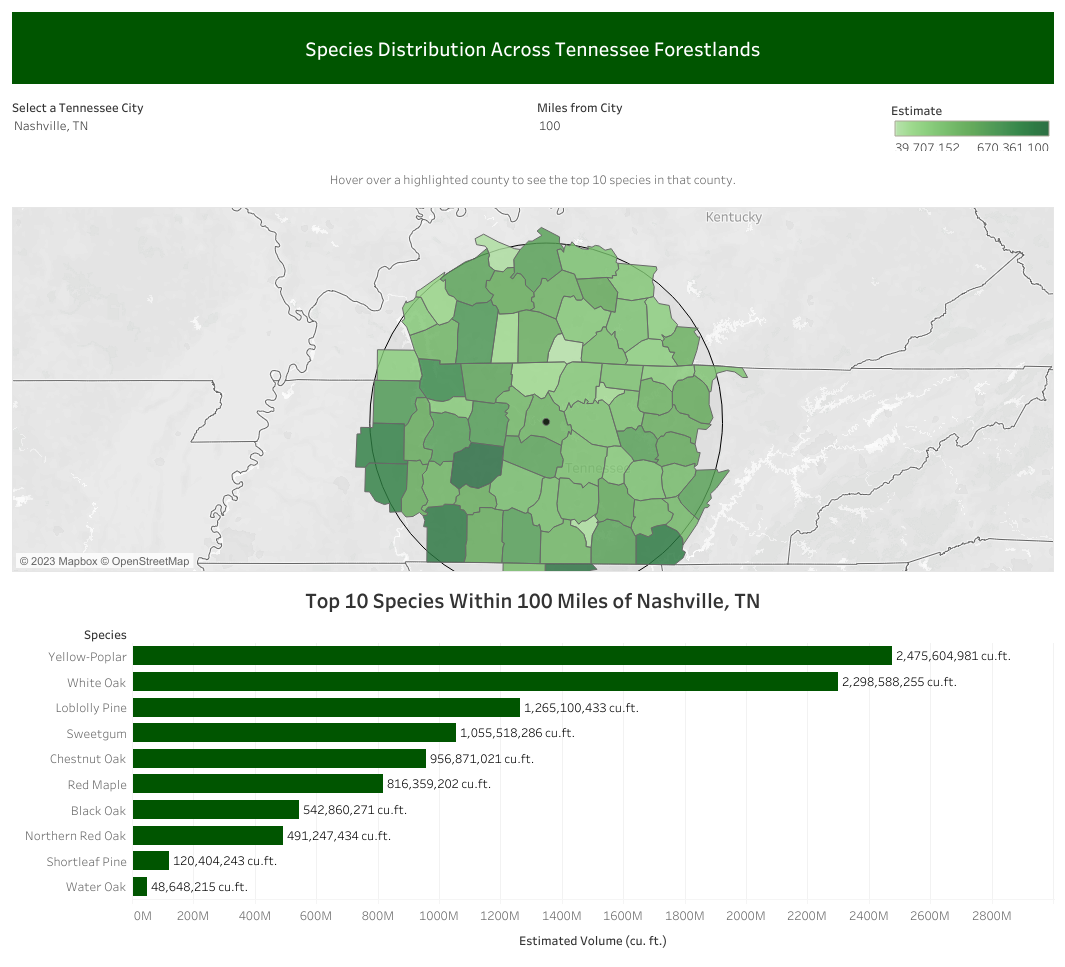 Species Distribution Across Tennessee Forestlands
Select a Tennessee City
Nashville, TN
Miles from City
100
Estimate
39,707,152 670,361,100
Hover over a highlighted county to see the top 10 species in that county.
Kentucky
Tennessee
© 2023 Mapbox © OpenStreetMap
Top 10 Species Within 100 Miles of Nashville, TN
Species
Yellow-Poplar 2,475,604,981 cu.ft.
White Oak 2,298,588,255 cu.ft.
Loblolly Pine 1,265,100,433 cu.ft.
Sweetgum 1,055,518,286 cu.ft.
Chestnut Oak 956,871,021 cu.ft.
Red Maple 816,359,202 cu.ft.
Black Oak 542,860,271 cu.ft.
Northern Red Oak 491,247,434 cu.ft.
Shortleaf Pine 120,404,243 cu.ft.
Water Oak 48,648,215 cu.ft.
0M 200M 400M 600M 800M 1000M 1200M 1400M 1600M 1800M 2000M 2200M 2400M 2600M 2800M
Estimated Volume (cu. ft.)